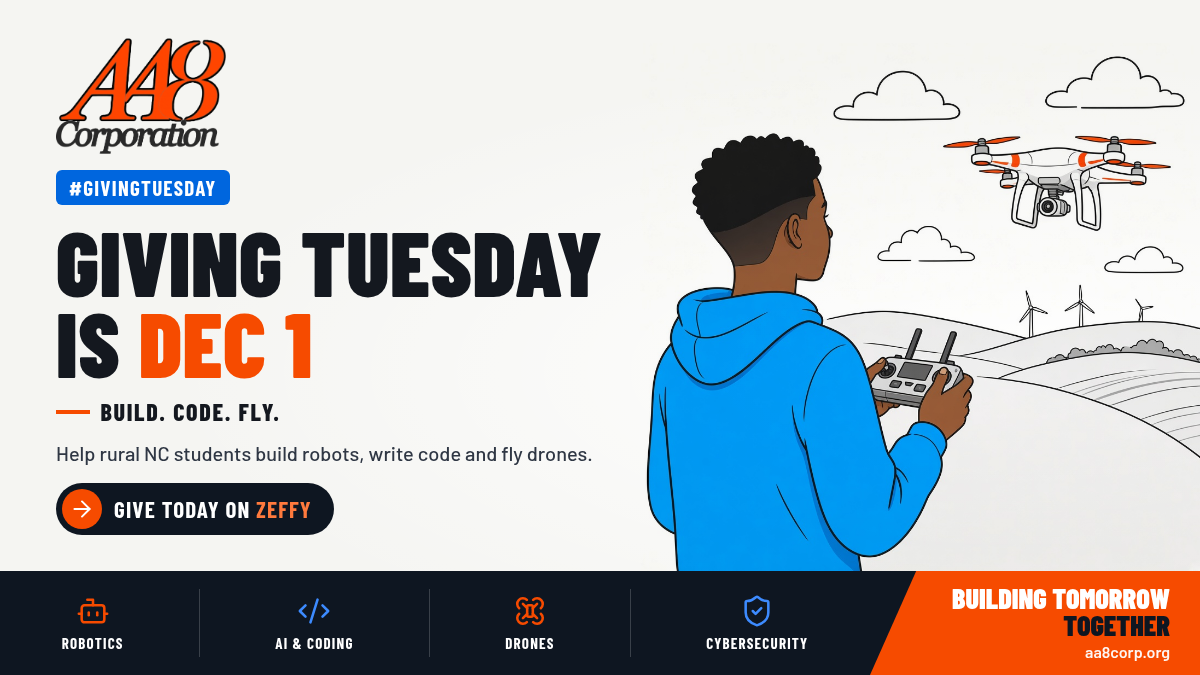 AA8
Corporation
#GIVINGTUESDAY
GIVING TUESDAY
IS DEC 1
BUILD. CODE. FLY.
Help rural NC students build robots, write code and fly drones.
GIVE TODAY ON ZEFFY
ROBOTICS
AI & CODING
DRONES
CYBERSECURITY
BUILDING TOMORROW
TOGETHER
aa8corp.org